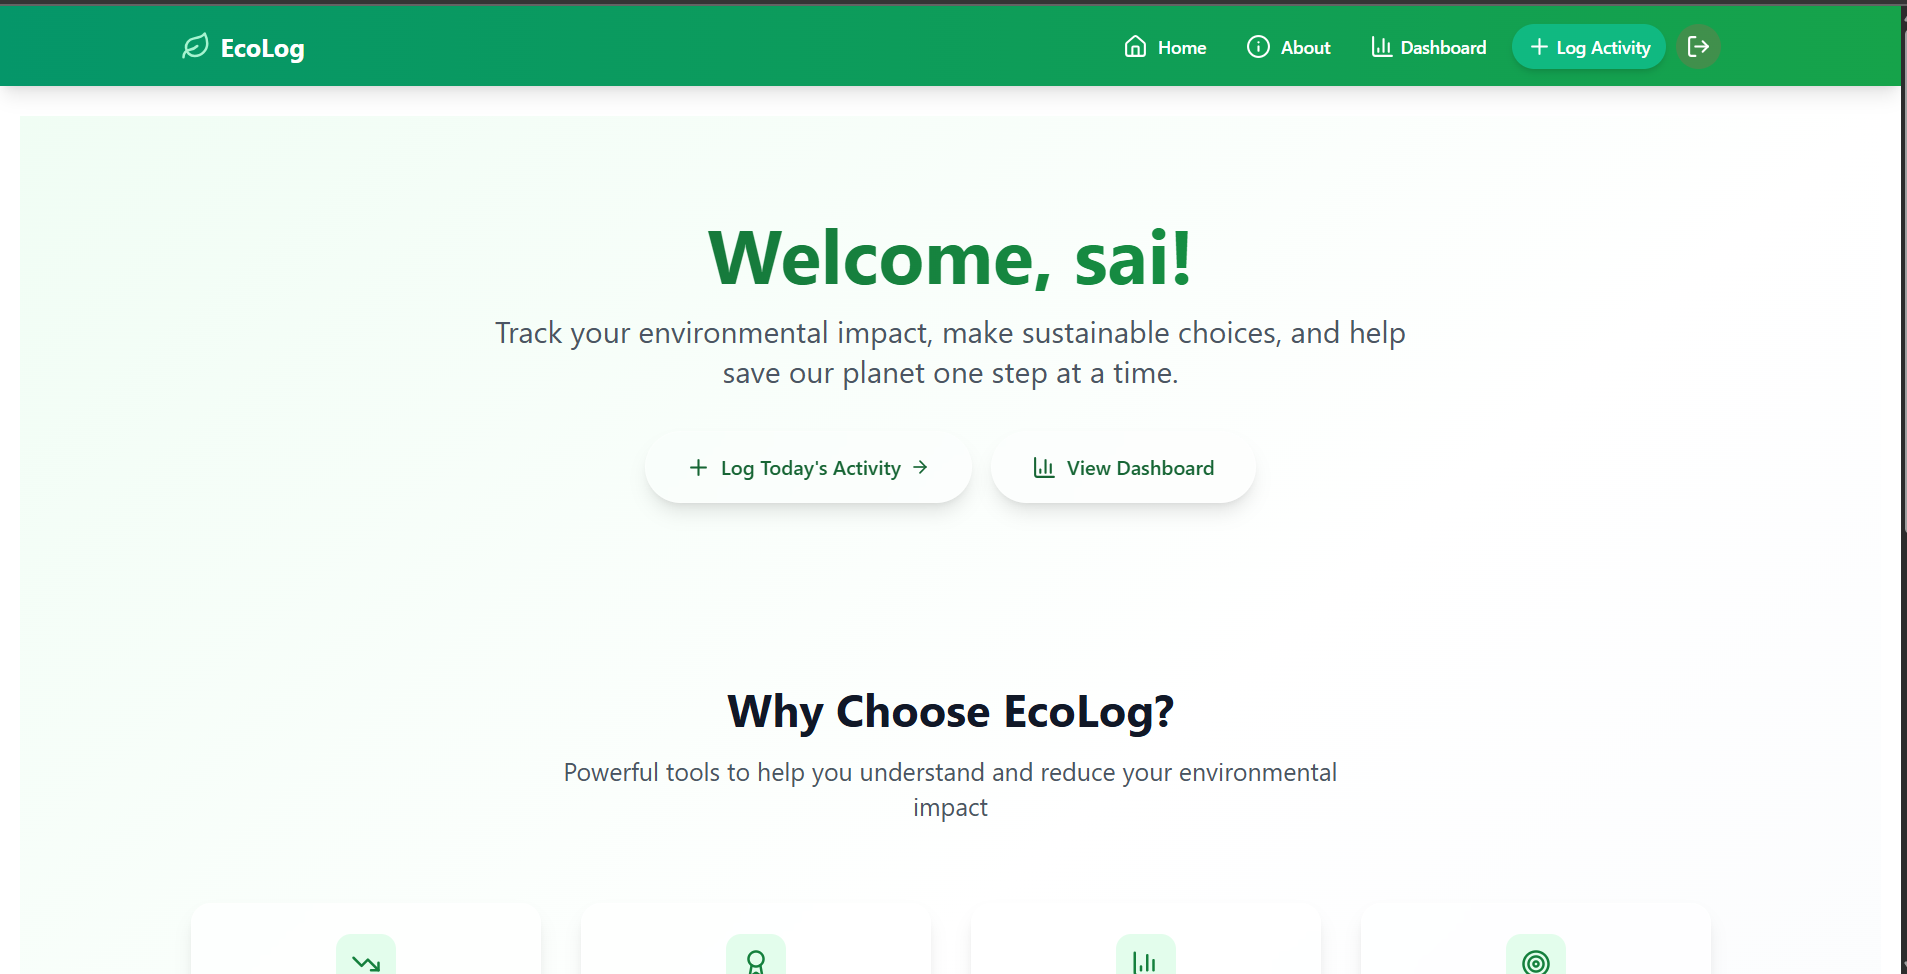 EcoLog
Home
About
Dashboard
Log Activity
Welcome, sai!
Track your environmental impact, make sustainable choices, and help
save our planet one step at a time.
Log Today's Activity
View Dashboard
Why Choose EcoLog?
Powerful tools to help you understand and reduce your environmental
impact